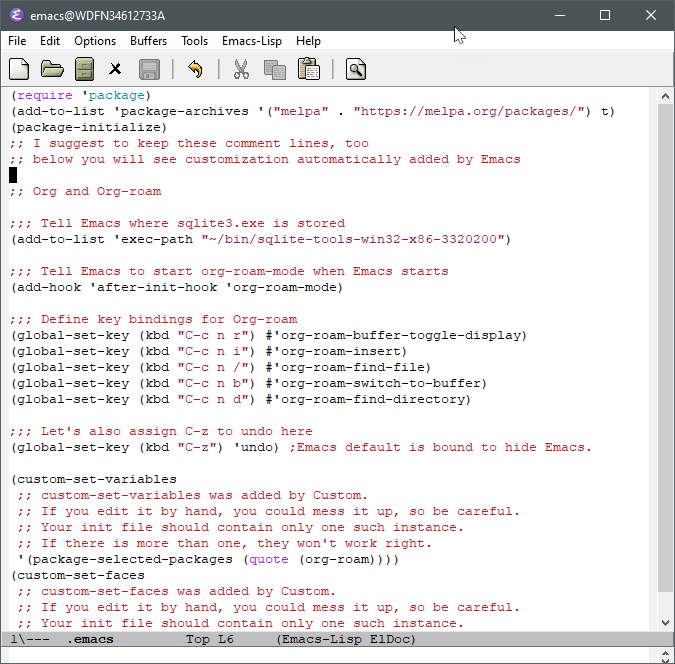 emacs@WDFN34612733A
File Edit Options Buffers Tools Emacs-Lisp Help
(require 'package)
(add-to-list 'package-archives '("melpa" . "https://melpa.org/packages/") t)
(package-initialize)
;; I suggest to keep these comment lines, too
;; below you will see customization automatically added by Emacs
;; Org and Org-roam
;;; Tell Emacs where sqlite3.exe is stored
(add-to-list 'exec-path "~/bin/sqlite-tools-win32-x86-3320200")
;;; Tell Emacs to start org-roam-mode when Emacs starts
(add-hook 'after-init-hook 'org-roam-mode)
;;; Define key bindings for Org-roam
(global-set-key (kbd "C-c n r") #'org-roam-buffer-toggle-display)
(global-set-key (kbd "C-c n i") #'org-roam-insert)
(global-set-key (kbd "C-c n /") #'org-roam-find-file)
(global-set-key (kbd "C-c n b") #'org-roam-switch-to-buffer)
(global-set-key (kbd "C-c n d") #'org-roam-find-directory)
;;; Let's also assign C-z to undo here
(global-set-key (kbd "C-z") 'undo) ;Emacs default is bound to hide Emacs.
(custom-set-variables
;; custom-set-variables was added by Custom.
;; If you edit it by hand, you could mess it up, so be careful.
;; Your init file should contain only one such instance.
;; If there is more than one, they won't work right.
'(package-selected-packages (quote (org-roam))))
(custom-set-faces
;; custom-set-faces was added by Custom.
;; If you edit it by hand, you could mess it up, so be careful.
;; Your init file should contain only one such instance.
1\--- .emacs Top L6 (Emacs-Lisp ElDoc)